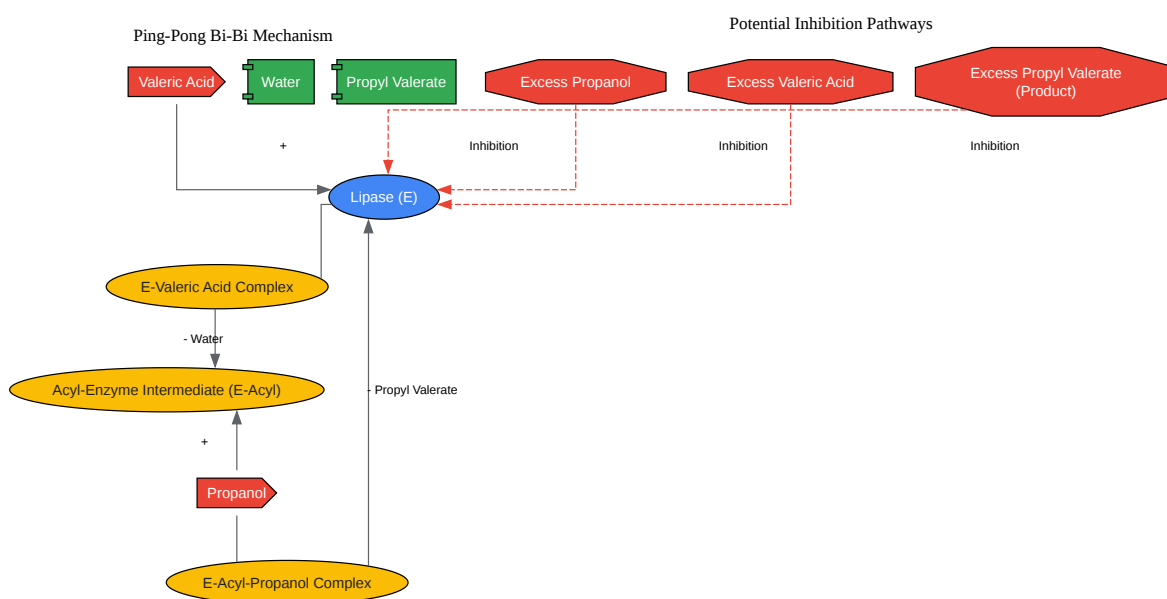 Ping-Pong Bi-Bi Mechanism
Potential Inhibition Pathways
Valeric Acid
Water
Propyl Valerate
Excess Propanol
Excess Valeric Acid
Excess Propyl Valerate
(Product)
+
Inhibition
Inhibition
Inhibition
Lipase (E)
E-Valeric Acid Complex
- Water
Acyl-Enzyme Intermediate (E-Acyl)
- Propyl Valerate
+
Propanol
E-Acyl-Propanol Complex